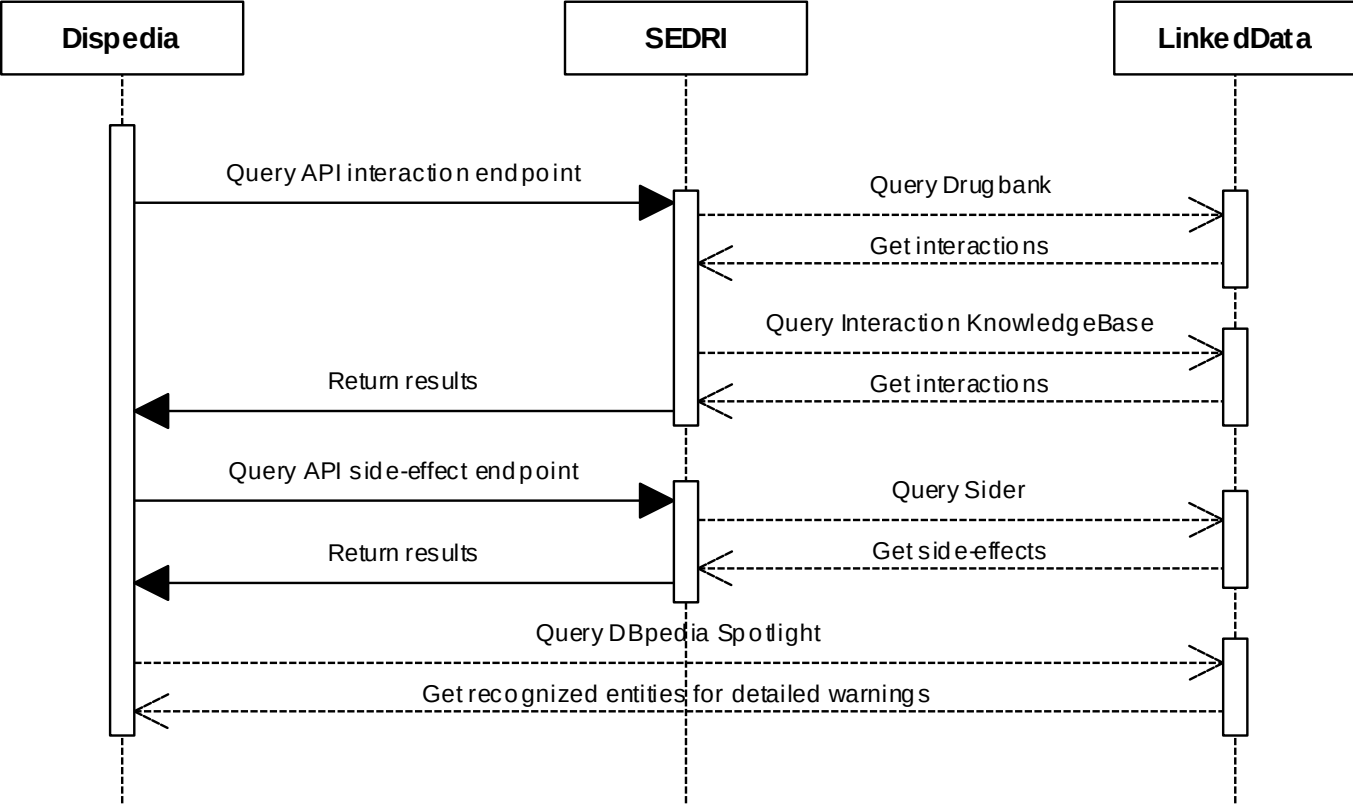 Dispedia
SEDRI
LinkedData
Query API interaction endpoint
Query Drugbank
Get interactions
Query Interaction KnowledgeBase
Return results
Get interactions
Query API side-effect endpoint
Query Sider
Return results
Get side-effects
Query DBpedia Spotlight
Get recognized entities for detailed warnings